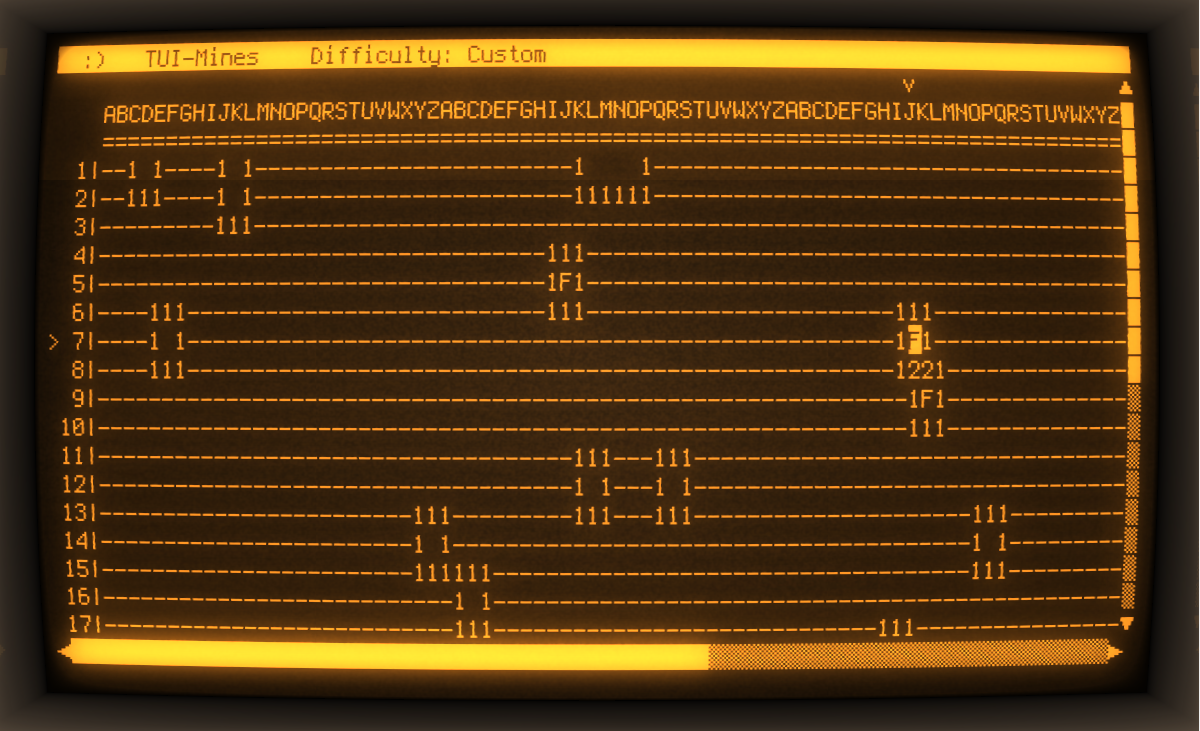 :) TUI-Mines Difficulty: Custom
V
ABCDEFGHIJKLMNOPQRSTUVWXYZABCDEFGHIJKLMNOPQRSTUVWXYZABCDEFGHIJKLMNOPQRSTUVWXYZ
==============================================================================
1|--1 1----1 1------------------------1    1------------------------------------
2|--111----1 1------------------------111111------------------------------------
3|---------111------------------------------------------------------------------
4|----------------------------------111-----------------------------------------
5|----------------------------------1F1-----------------------------------------
6|----111---------------------------111-----------------------111---------------
> 7|----1 1-----------------------------------------------------1F1---------------
8|----111-----------------------------------------------------1221--------------
9|-------------------------------------------------------------1F1--------------
10|-------------------------------------------------------------111--------------
11|------------------------------------111---111---------------------------------
12|------------------------------------1 1---1 1---------------------------------
13|------------------------111---------111---111---------------------111---------
14|------------------------1 1---------------------------------------1 1---------
15|------------------------111111------------------------------------111---------
16|---------------------------1 1------------------------------------------------
17|---------------------------111-----------------------------111----------------